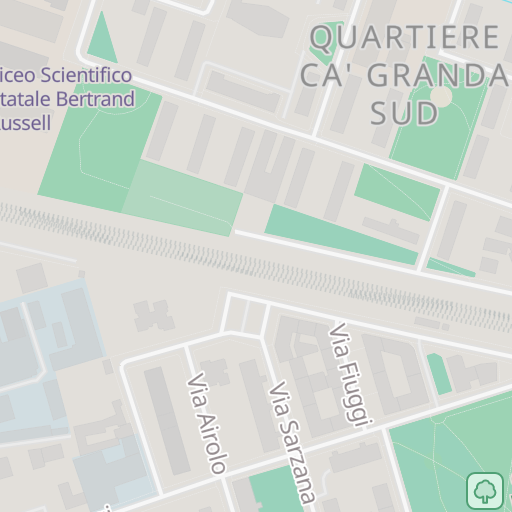 QUARTIERE
CA' GRANDA
SUD
iceo Scientifico
tatale Bertrand
ussell
Via Fiuggi
Via Airolo
Via Sarzana